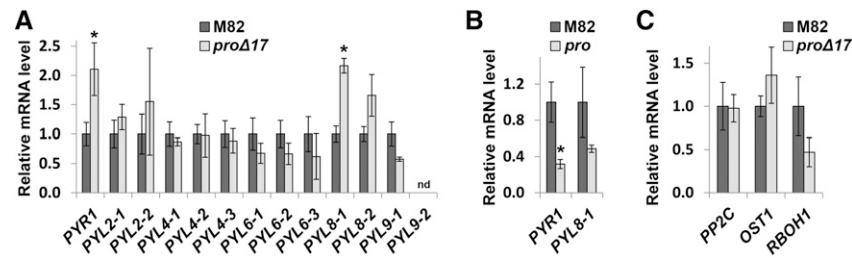 A
M82
proΔ17
Relative mRNA level
2.5
2.0
1.5
1.0
0.5
0.0
*
*
nd
PYR1
PYL2-1
PYL2-2
PYL4-1
PYL4-2
PYL4-3
PYL6-1
PYL6-2
PYL6-3
PYL8-1
PYL8-2
PYL9-1
PYL9-2
B
M82
pro
Relative mRNA level
1.2
0.8
0.4
0.0
*
PYR1
PYL8-1
C
M82
proΔ17
Relative mRNA level
1.5
1.0
0.5
0.0
PP2C
OST1
RBOH1